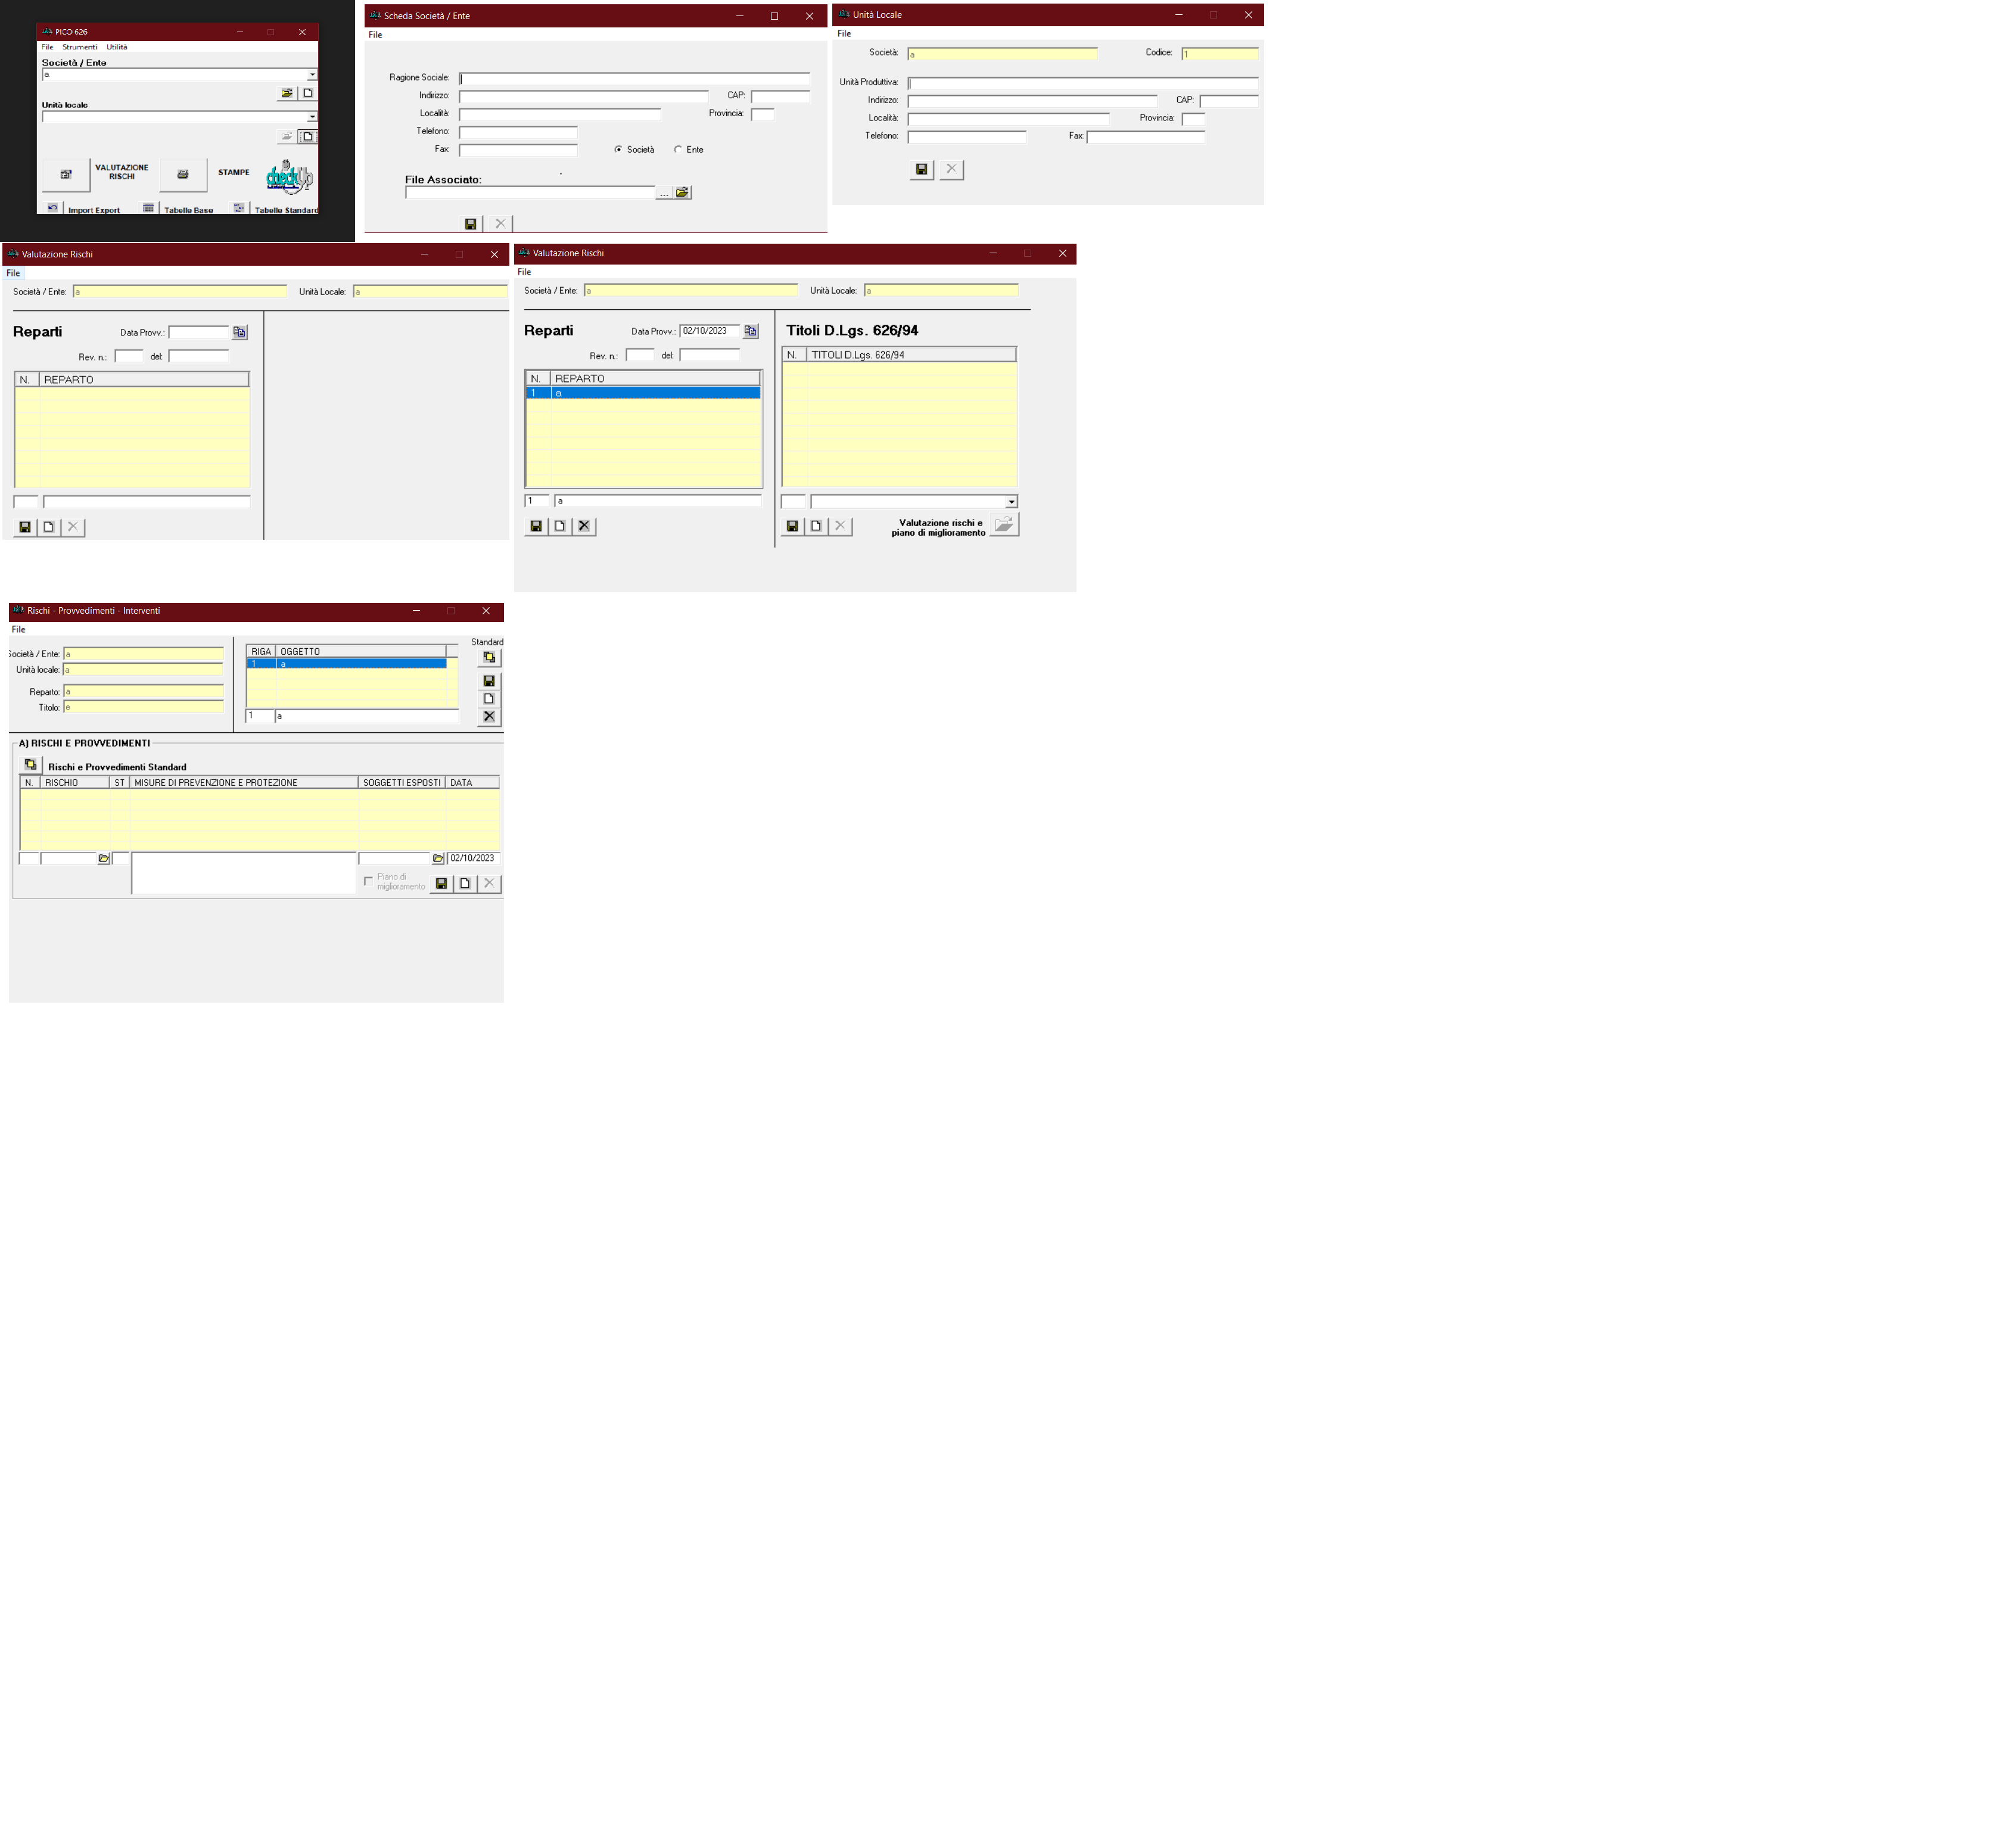 PICO 626
File Strumenti Utilità
Società / Ente
a
Unità locale
VALUTAZIONE
RISCHI
STAMPE
checkUp
Import Export
Tabelle Base
Tabelle Standard
Scheda Società / Ente
File
Ragione Sociale:
Indirizzo:
CAP:
Località:
Provincia:
Telefono:
Fax:
Società
Ente
File Associato:
...
Unità Locale
File
Società: a
Codice: 1
Unità Produttiva:
Indirizzo:
CAP:
Località:
Provincia:
Telefono:
Fax:
Valutazione Rischi
File
Società / Ente: a
Unità Locale: a
Reparti
Data Provv.:
Rev. n.:
del:
N. REPARTO
Valutazione Rischi
File
Società / Ente: a
Unità Locale: a
Reparti
Data Provv.: 02/10/2023
Rev. n.:
del:
N. REPARTO
1 a
1 a
Titoli D.Lgs. 626/94
N. TITOLI D.Lgs. 626/94
Valutazione rischi e
piano di miglioramento
Rischi - Provvedimenti - Interventi
File
Società / Ente: a
Unità locale: a
Reparto: a
Titolo: e
RIGA OGGETTO
1 a
1 a
Standard
A) RISCHI E PROVVEDIMENTI
Rischi e Provvedimenti Standard
N. RISCHIO ST MISURE DI PREVENZIONE E PROTEZIONE SOGGETTI ESPOSTI DATA
02/10/2023
Piano di
miglioramento